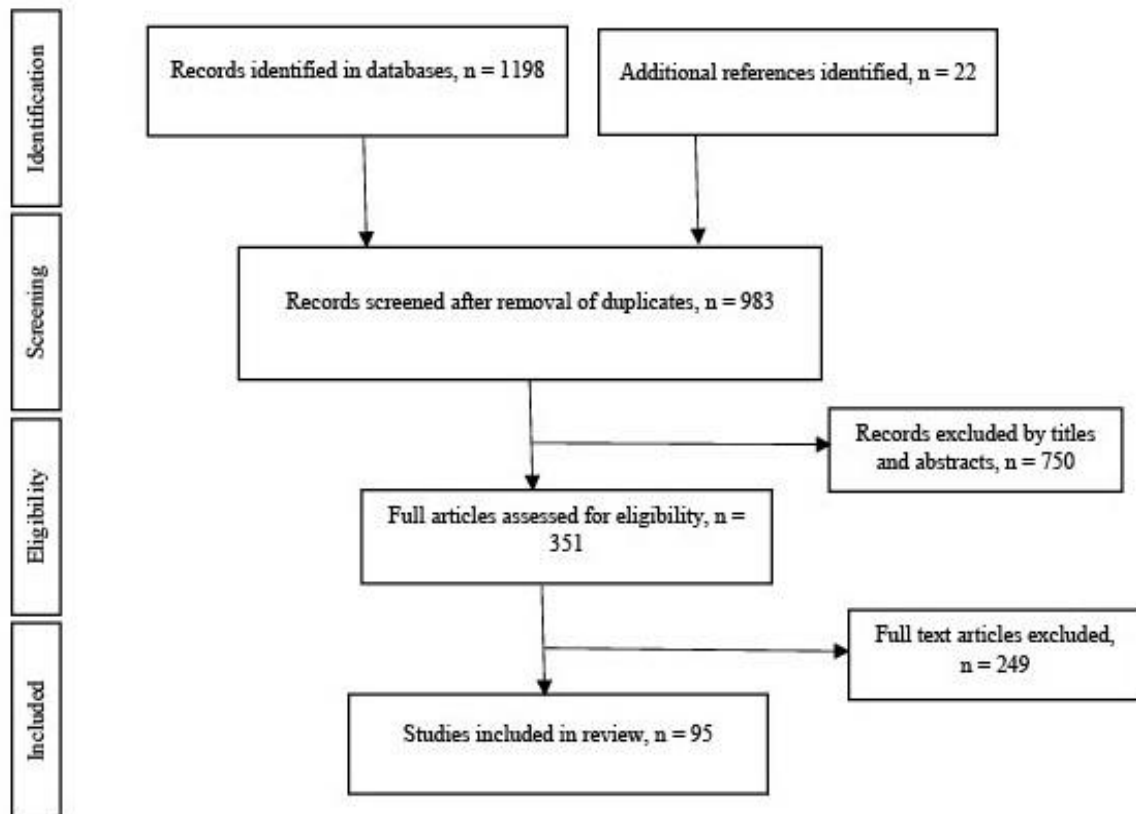 Identification
Records identified in databases, n = 1198
Additional references identified, n = 22
Screening
Records screened after removal of duplicates, n = 983
Records excluded by titles
and abstracts, n = 750
Eligibility
Full articles assessed for eligibility, n =
351
Full text articles excluded,
n = 249
Included
Studies included in review, n = 95